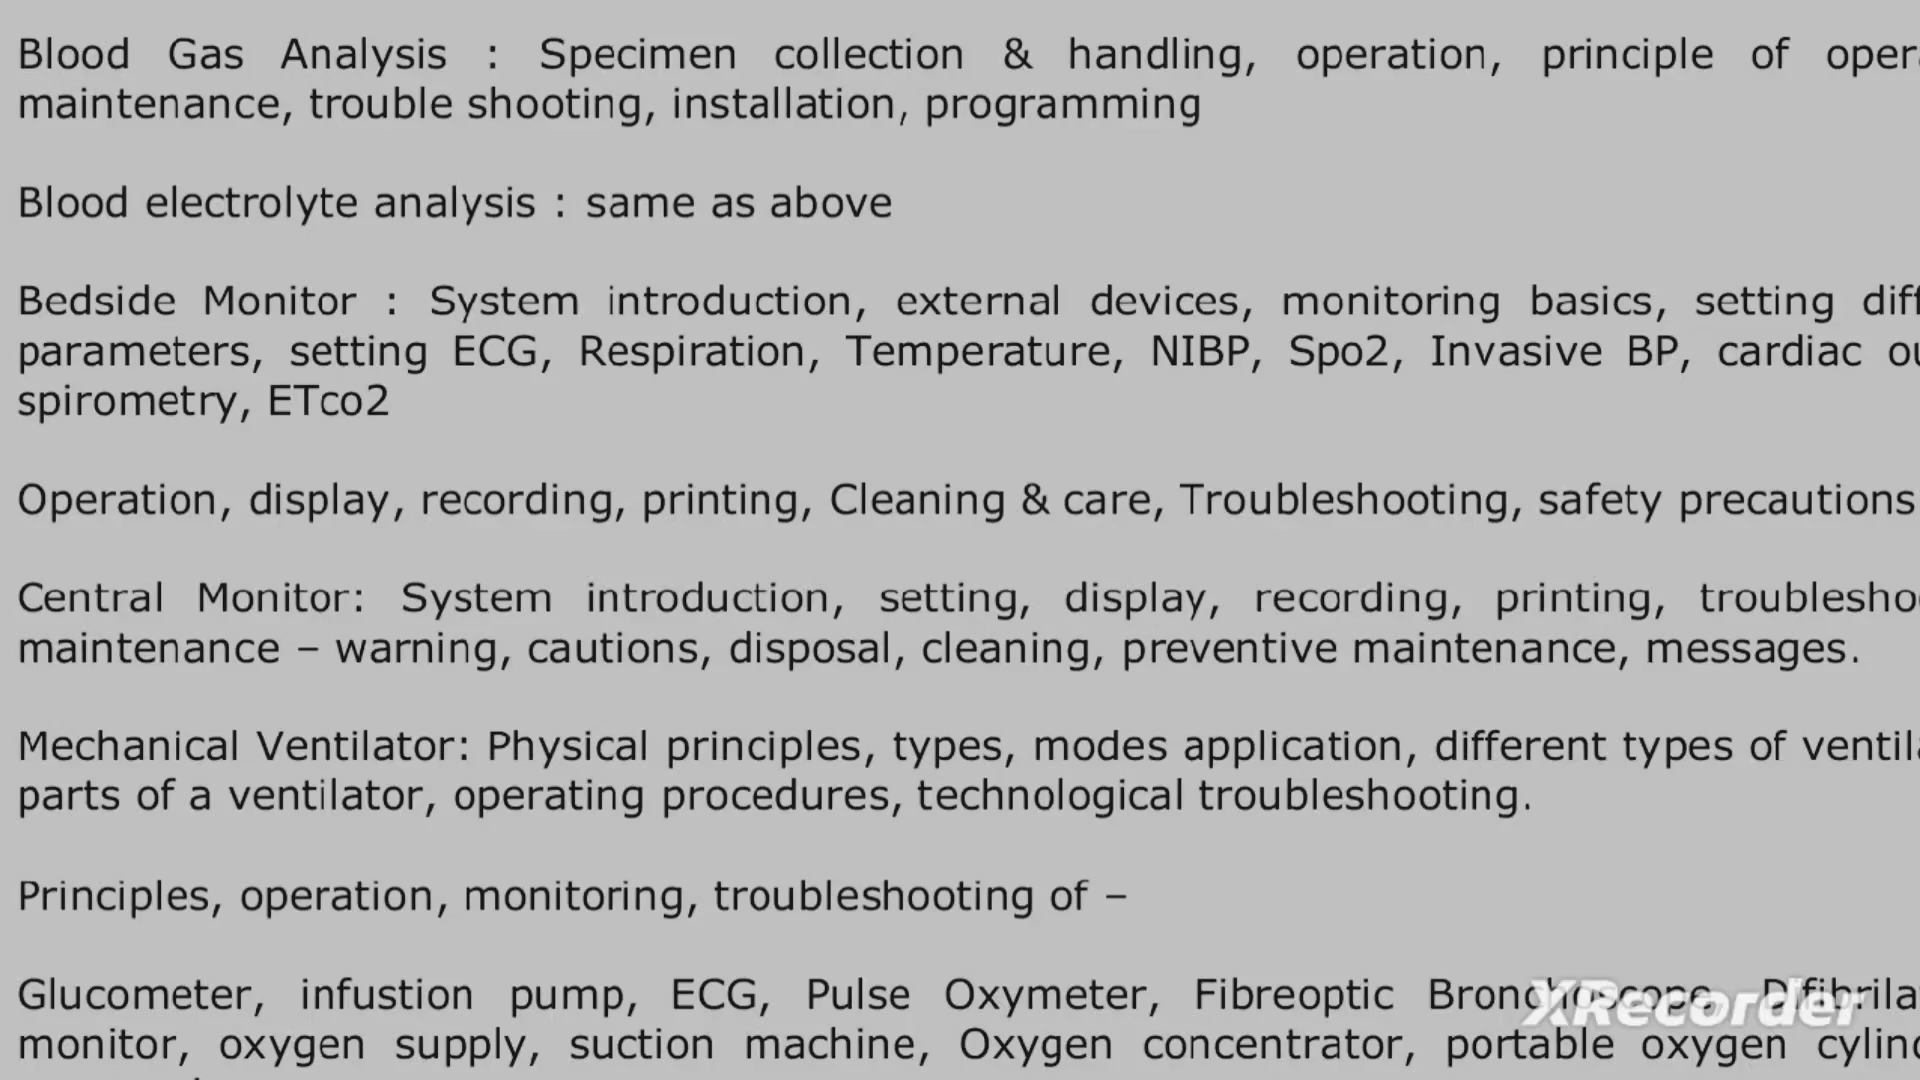 Blood Gas Analysis : Specimen collection & handling, operation, principle of
maintenance, trouble shooting, installation, programming
Blood electrolyte analysis : same as above
Bedside Monitor : System introduction, external devices, monitoring basics, setting
parameters, setting ECG, Respiration, Temperature, NIBP, Spo2, Invasive BP, cardiac
spirometry, ETco2
Operation, display, recording, printing, Cleaning & care, Troubleshooting, safety precautions
Central Monitor: System introduction, setting, display, recording, printing,
maintenance – warning, cautions, disposal, cleaning, preventive maintenance, messages.
Mechanical Ventilator: Physical principles, types, modes application, different types of
parts of a ventilator, operating procedures, technological troubleshooting.
Principles, operation, monitoring, troubleshooting of –
Glucometer, infustion pump, ECG, Pulse Oxymeter, Fibreoptic Bronchoscope,
monitor, oxygen supply, suction machine, Oxygen concentrator, portable oxygen
XRecorder